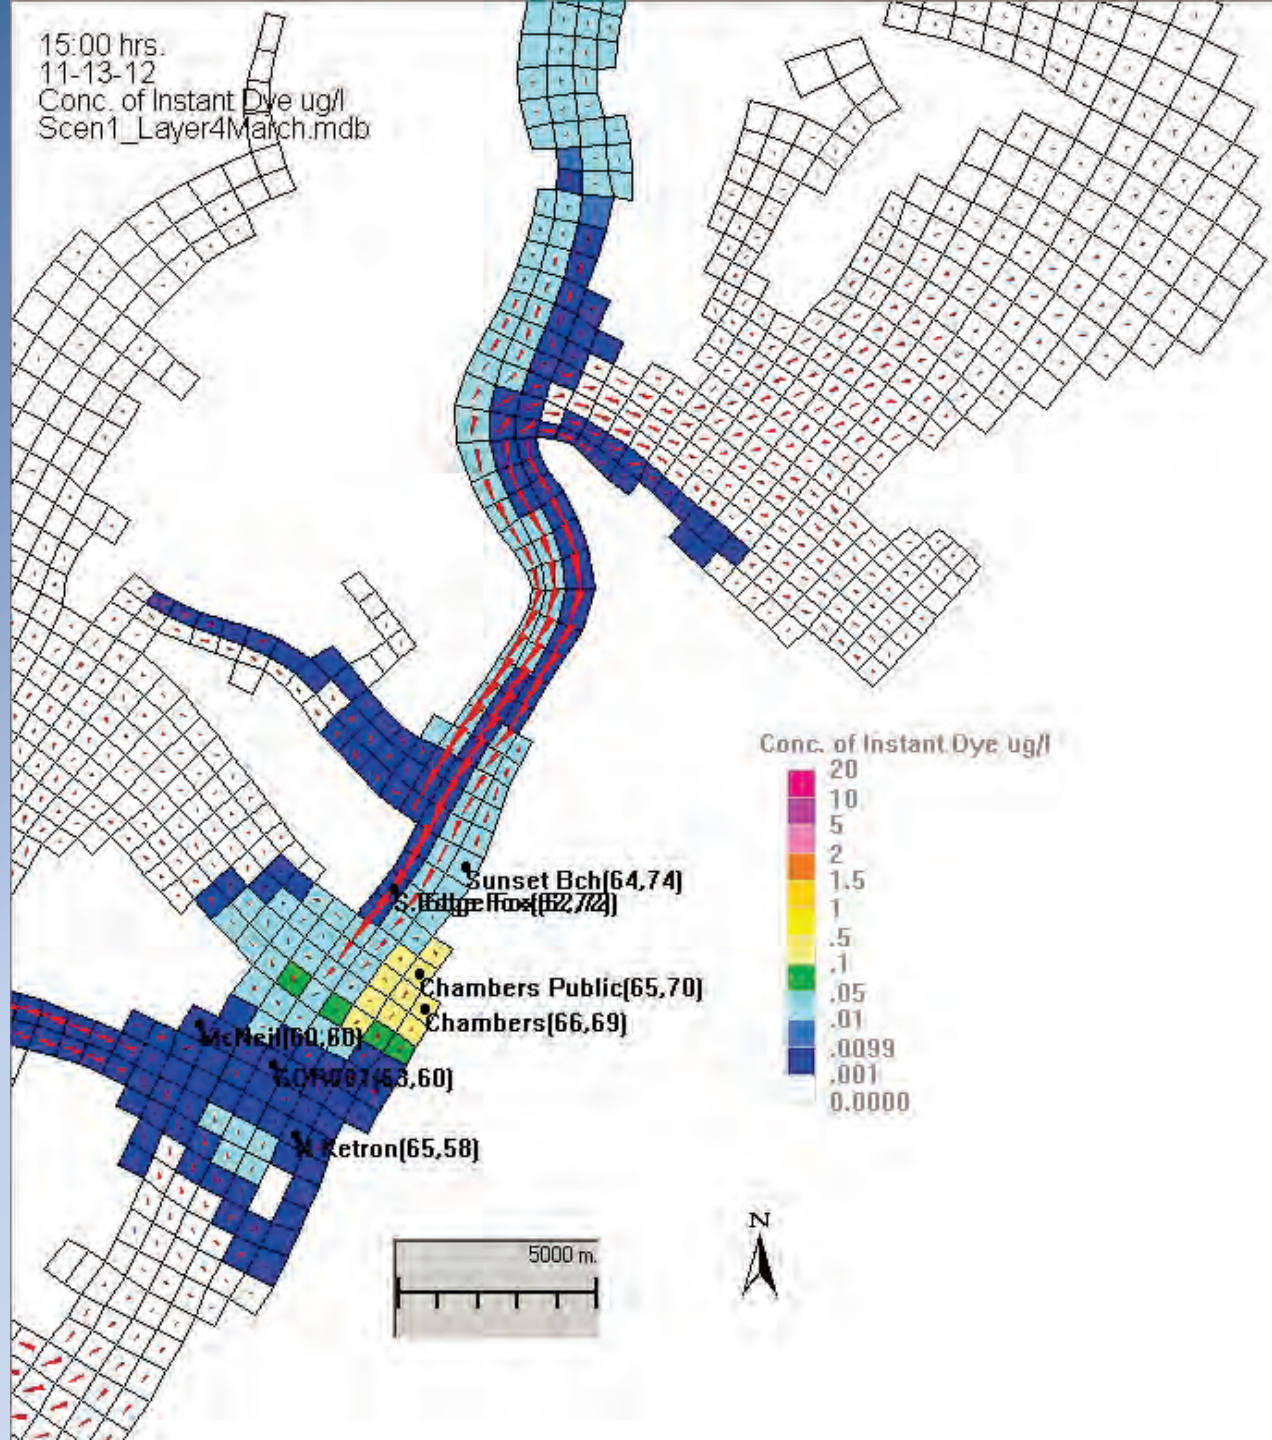 15:00 hrs.
11-13-12
Conc. of Instant Dye ug/l
Scen1_Layer4March.mdb
Conc. of Instant Dye ug/l
20
10
5
2
1.5
1
.5
.1
.05
.01
.0099
.001
0.0000
Sunset Bch(64,74)
Chambers Public(65,70)
Chambers(66,69)
McNeil(60,60)
Ketron(65,58)
5000 m.
N